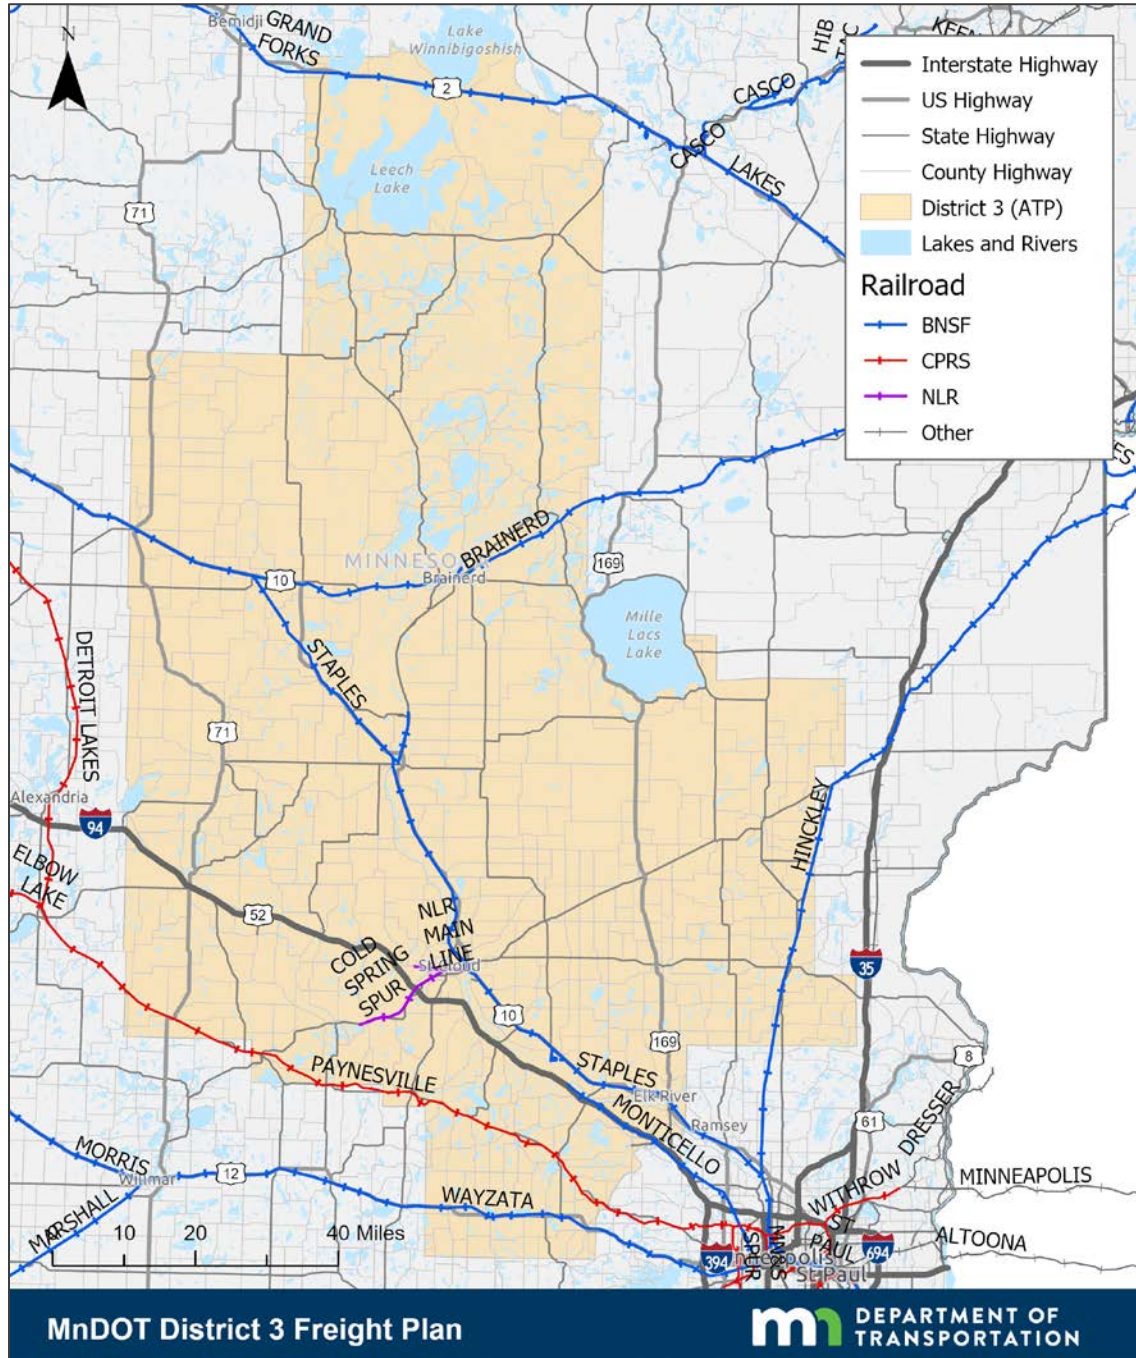 Bemidji
GRAND
FORKS
Lake
Winnibigoshish
HIB
TAC
N
2
CASCO
CASCO
LAKES
Leech
Lake
71
Interstate Highway
US Highway
State Highway
County Highway
District 3 (ATP)
Lakes and Rivers
Railroad
BNSF
CPRS
NLR
Other
BRAINERD
169
10
Brainerd
Mille
Lacs
Lake
STAPLES
DETROIT LAKES
71
Alexandria
94
HINCKLEY
ELBOW
LAKE
52
NLR
MAIN
LINE
COLD
SPRING
SPUR
35
10
169
8
PAYNESVILLE
STAPLES
Elk River
MONTICELLO
Ramsey
61
DRESSER
MORRIS
Willmar
12
WAYZATA
WITHROW
MINNEAPOLIS
MARSHALL
ST
PAUL
ALTOONA
0 10 20 40 Miles
394
SPUR
MN&S
694
St Paul
MnDOT District 3 Freight Plan
DEPARTMENT OF
TRANSPORTATION